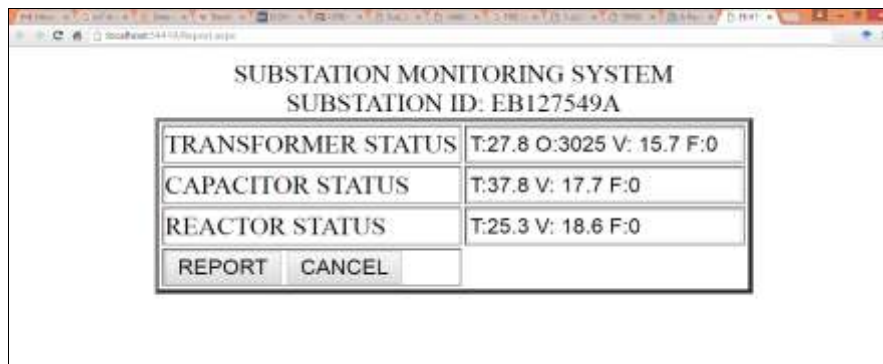 SUBSTATION MONITORING SYSTEM
SUBSTATION ID: EB127549A
TRANSFORMER STATUS T:27.8 O:3025 V: 15.7 F:0
CAPACITOR STATUS T:37.8 V: 17.7 F:0
REACTOR STATUS T:25.3 V: 18.6 F:0
REPORT CANCEL